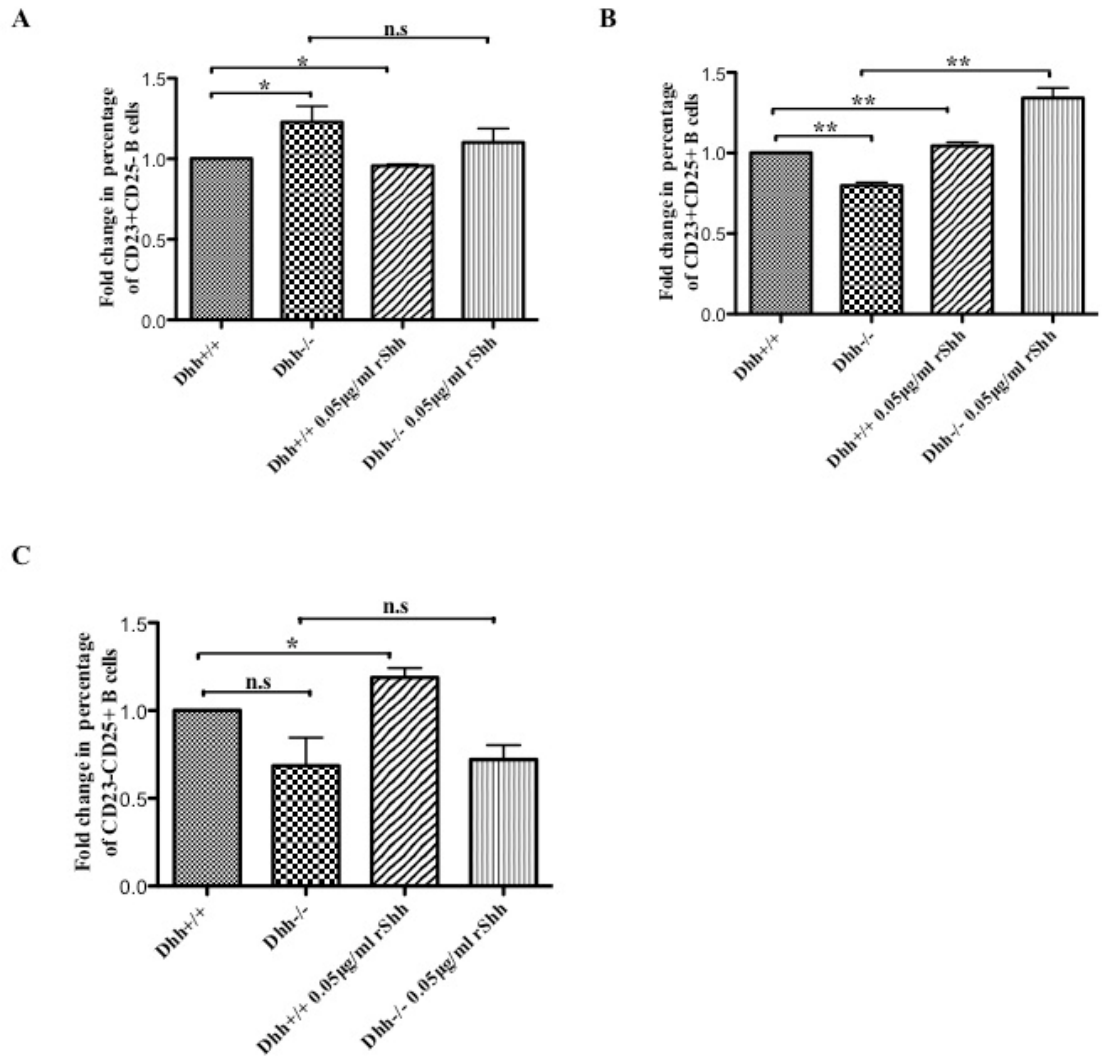 A
n.s
*
*
Fold change in percentage
of CD23+CD25- B cells
1.5
1.0
0.5
0.0
Dhh+/+
Dhh-/-
Dhh+/+ 0.05µg/ml rShh
Dhh-/- 0.05µg/ml rShh
B
**
**
**
Fold change in percentage
of CD23+CD25+ B cells
1.5
1.0
0.5
0.0
Dhh+/+
Dhh-/-
Dhh+/+ 0.05µg/ml rShh
Dhh-/- 0.05µg/ml rShh
C
n.s
*
n.s
Fold change in percentage
of CD23-CD25+ B cells
1.5
1.0
0.5
0.0
Dhh+/+
Dhh-/-
Dhh+/+ 0.05µg/ml rShh
Dhh-/- 0.05µg/ml rShh